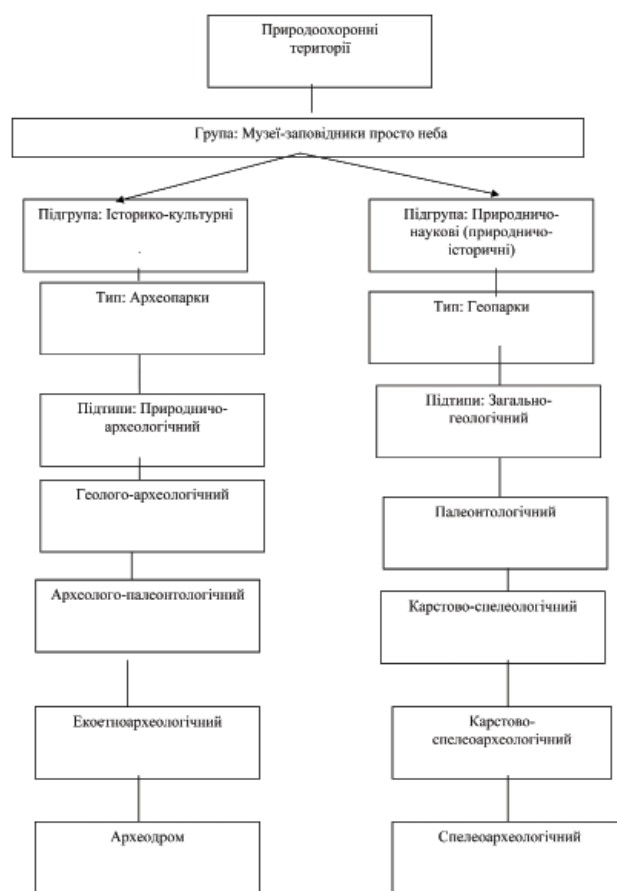 Природоохоронні
території
Група: Музеї-заповідники просто неба
Підгрупа: Історико-культурні
.
Тип: Археопарки
Підтипи: Природничо-
археологічний
Геолого-археологічний
Археолого-палеонтологічний
Екоетноархеологічний
Археодром
Підгрупа: Природничо-
наукові (природничо-
історичні)
Тип: Геопарки
Підтипи: Загально-
геологічний
Палеонтологічний
Карстово-спелеологічний
Карстово-
спелеоархеологічний
Спелеоархеологічний